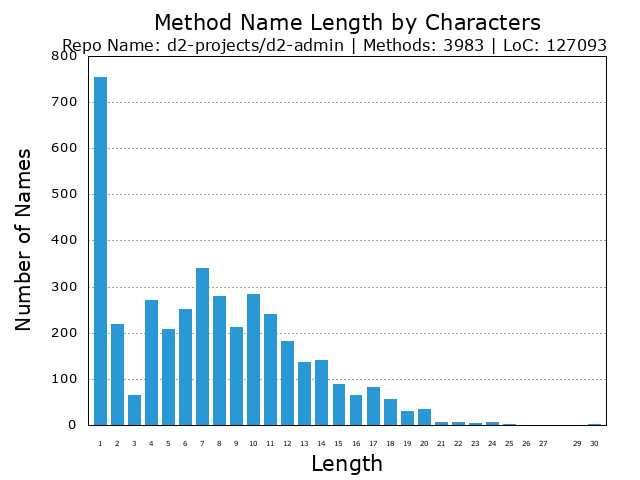 Method Name Length by Characters
Repo Name: d2-projects/d2-admin | Methods: 3983 | LoC: 127093
800
700
600
500
400
300
200
100
0
Number of Names
1 2 3 4 5 6 7 8 9 10 11 12 13 14 15 16 17 18 19 20 21 22 23 24 25 26 27 29 30
Length